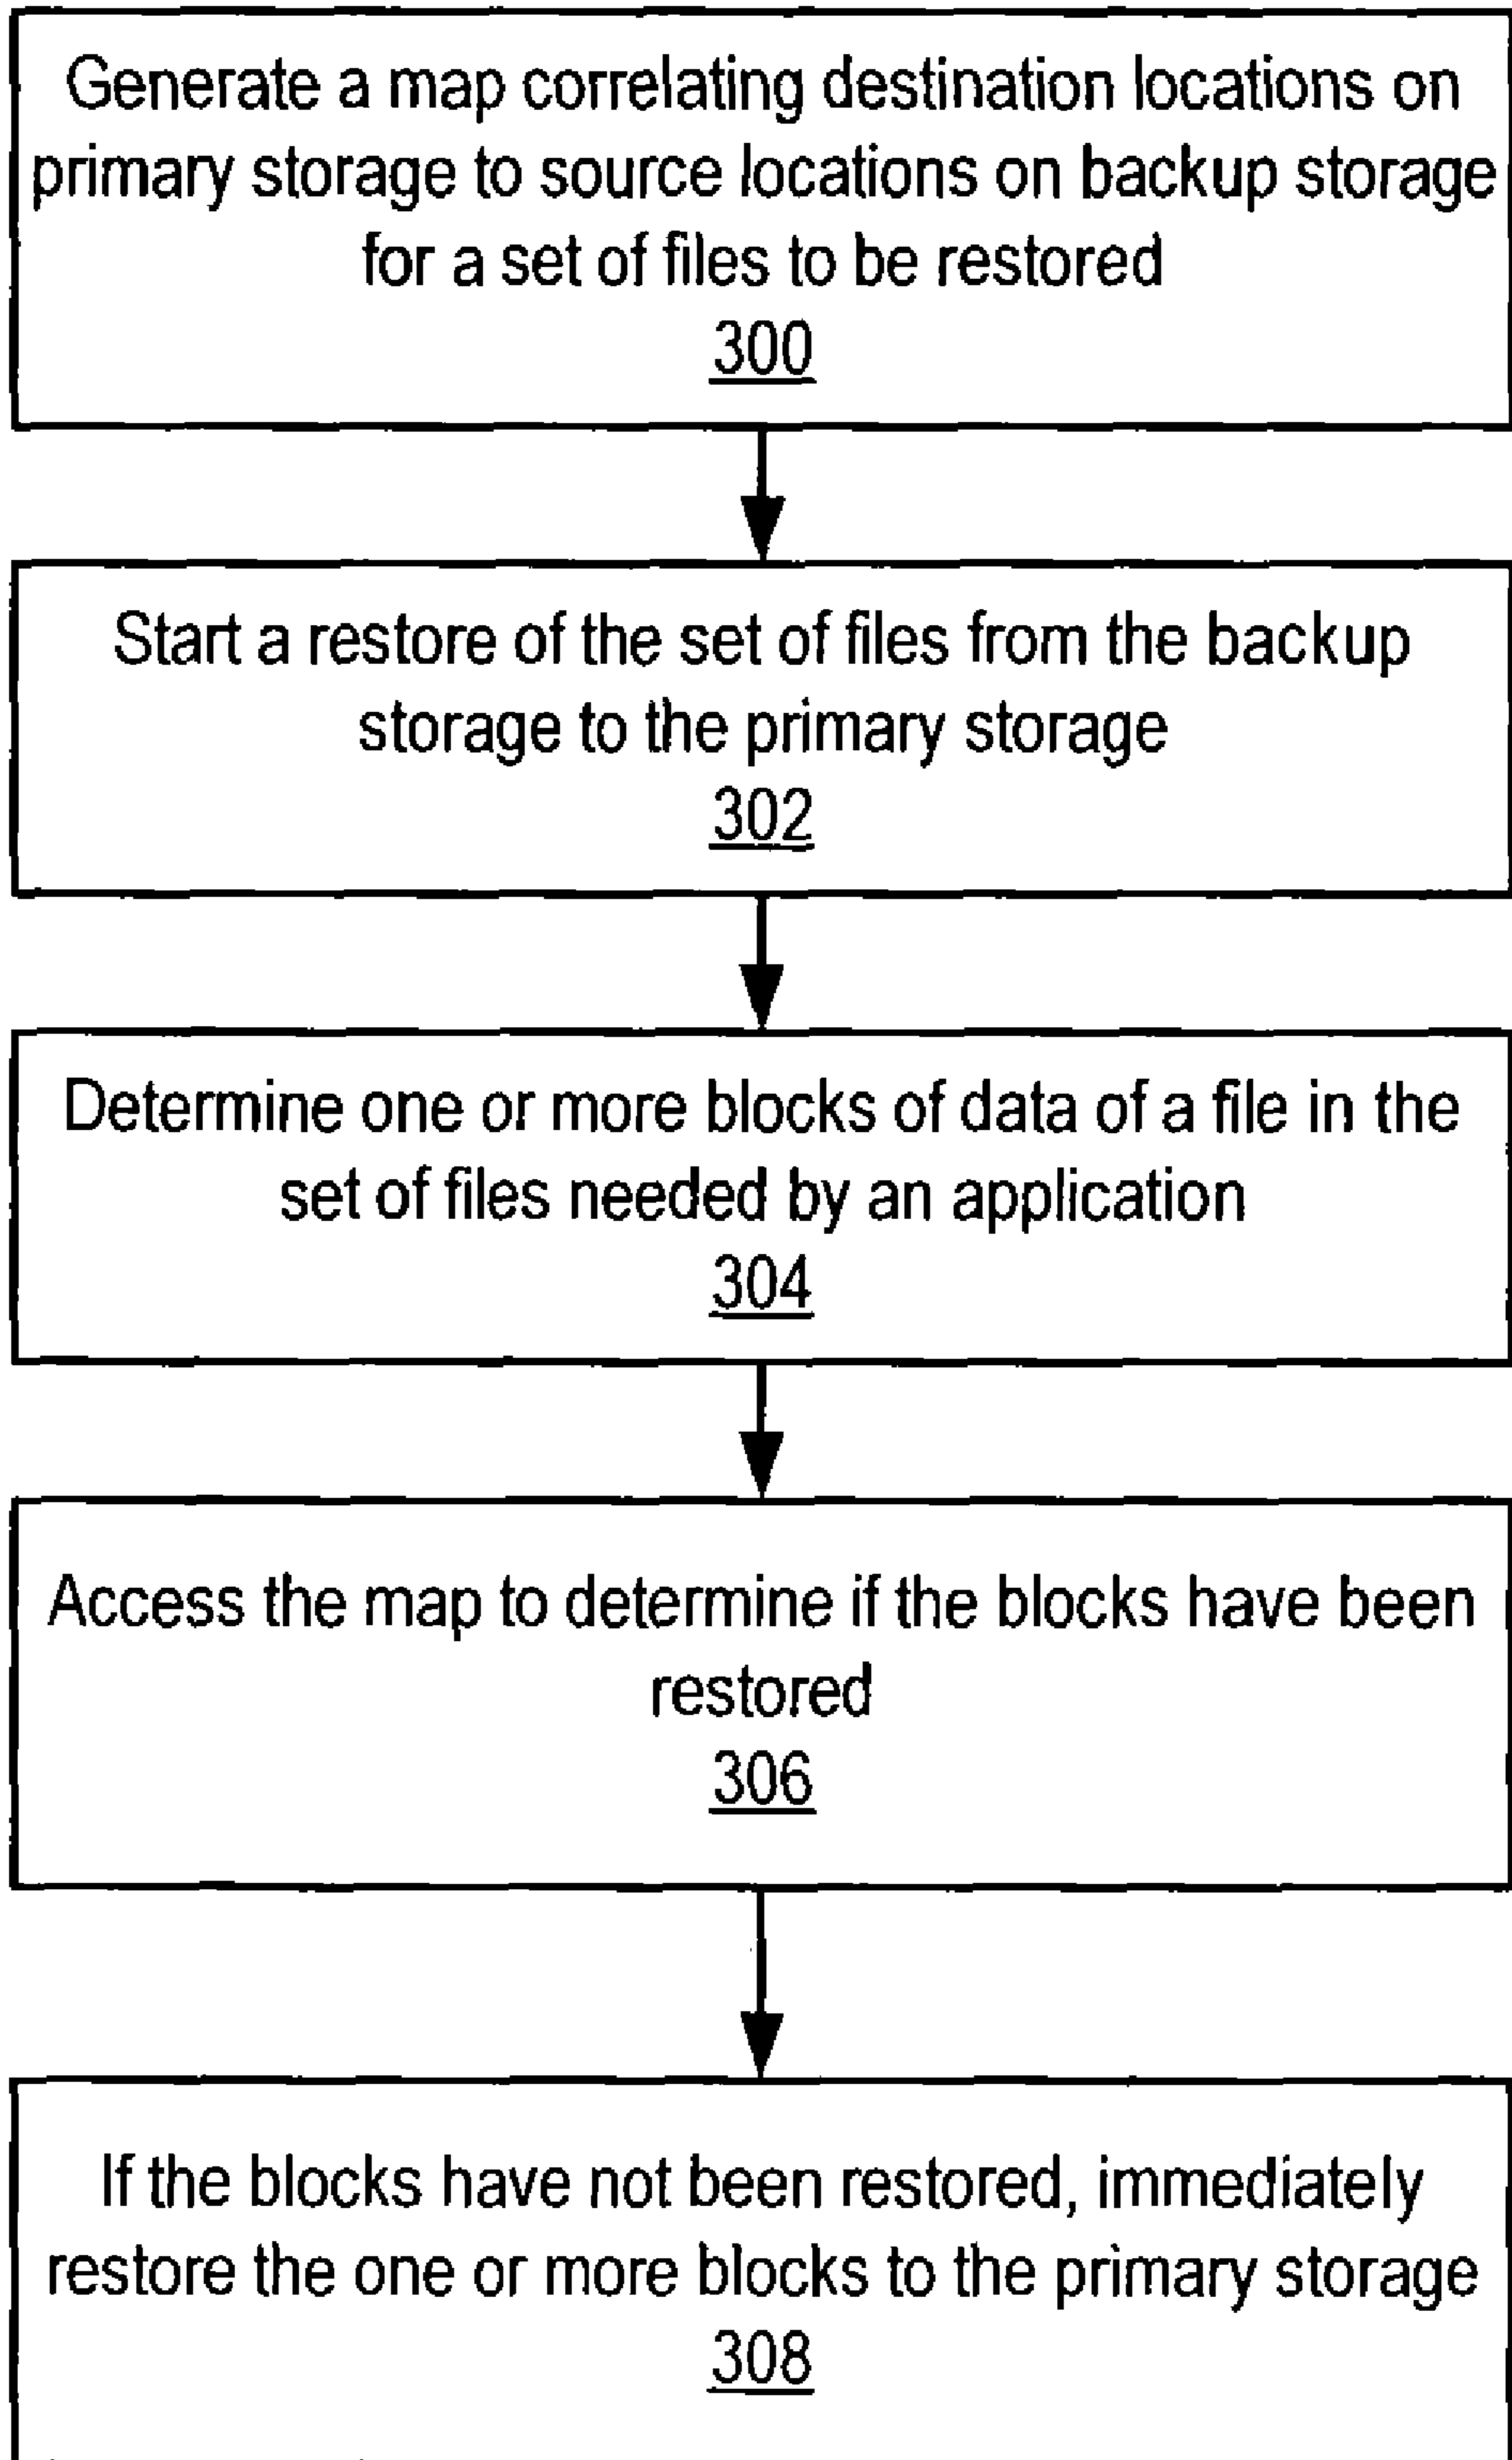 Generate a map correlating destination locations on
primary storage to source locations on backup storage
for a set of files to be restored
300
Start a restore of the set of files from the backup
storage to the primary storage
302
Determine one or more blocks of data of a file in the
set of files needed by an application
304
Access the map to determine if the blocks have been
restored
306
If the blocks have not been restored, immediately
restore the one or more blocks to the primary storage
308